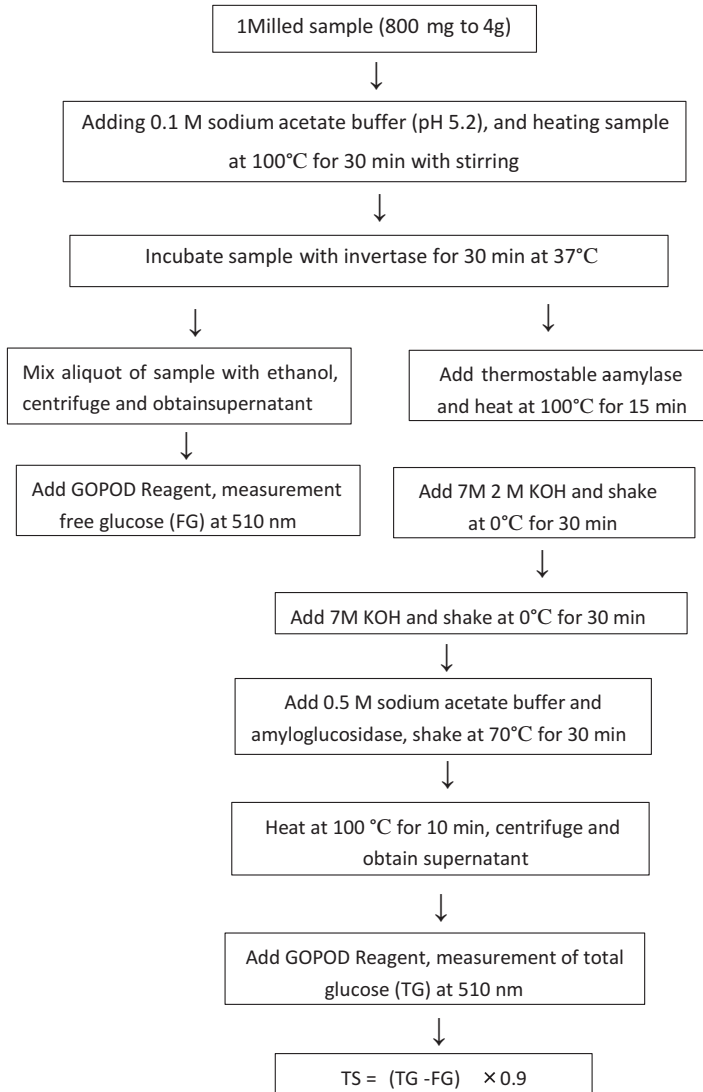 1Milled sample (800 mg to 4g)
↓
Adding 0.1 M sodium acetate buffer (pH 5.2), and heating sample
at 100°C for 30 min with stirring
↓
Incubate sample with invertase for 30 min at 37°C
↓
Mix aliquot of sample with ethanol,
centrifuge and obtainsupernatant
↓
Add GOPOD Reagent, measurement
free glucose (FG) at 510 nm
↓
Add thermostable aamylase
and heat at 100°C for 15 min
Add 7M 2 M KOH and shake
at 0°C for 30 min
↓
Add 7M KOH and shake at 0°C for 30 min
↓
Add 0.5 M sodium acetate buffer and
amyloglucosidase, shake at 70°C for 30 min
↓
Heat at 100 °C for 10 min, centrifuge and
obtain supernatant
↓
Add GOPOD Reagent, measurement of total
glucose (TG) at 510 nm
↓
TS = (TG -FG) ×0.9